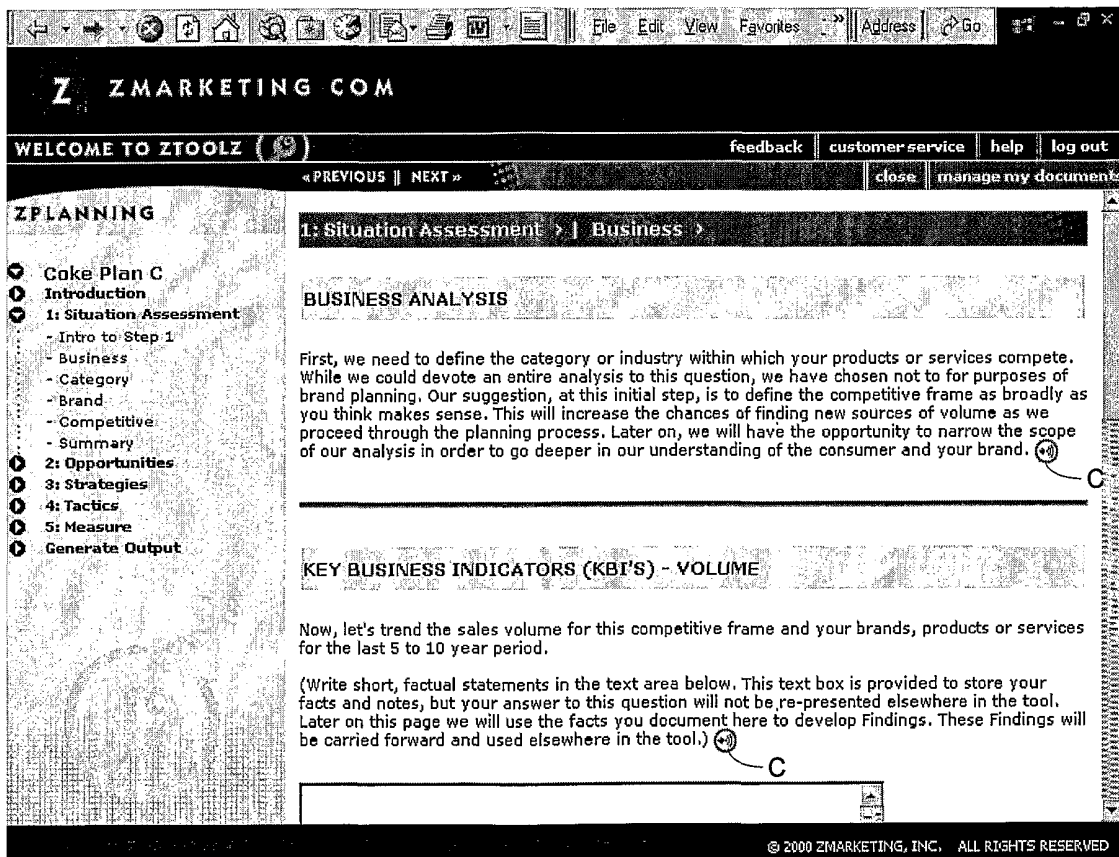 File Edit View Favorites » Address Go
Z ZMARKETING COM
WELCOME TO ZTOOLZ ( )
feedback || customer service || help || log out
«PREVIOUS || NEXT»
close || manage my documents
ZPLANNING
Coke Plan C
Introduction
1: Situation Assessment
- Intro to Step 1
- Business
- Category
- Brand
- Competitive
- Summary
2: Opportunities
3: Strategies
4: Tactics
5: Measure
Generate Output
1: Situation Assessment > | Business >
BUSINESS ANALYSIS
First, we need to define the category or industry within which your products or services compete.
While we could devote an entire analysis to this question, we have chosen not to for purposes of
brand planning. Our suggestion, at this initial step, is to define the competitive frame as broadly as
you think makes sense. This will increase the chances of finding new sources of volume as we
proceed through the planning process. Later on, we will have the opportunity to narrow the scope
of our analysis in order to go deeper in our understanding of the consumer and your brand.
C
KEY BUSINESS INDICATORS (KBI'S) - VOLUME
Now, let's trend the sales volume for this competitive frame and your brands, products or services
for the last 5 to 10 year period.
(Write short, factual statements in the text area below. This text box is provided to store your
facts and notes, but your answer to this question will not be re-presented elsewhere in the tool.
Later on this page we will use the facts you document here to develop Findings. These Findings will
be carried forward and used elsewhere in the tool.)
C
© 2000 ZMARKETING, INC. ALL RIGHTS RESERVED